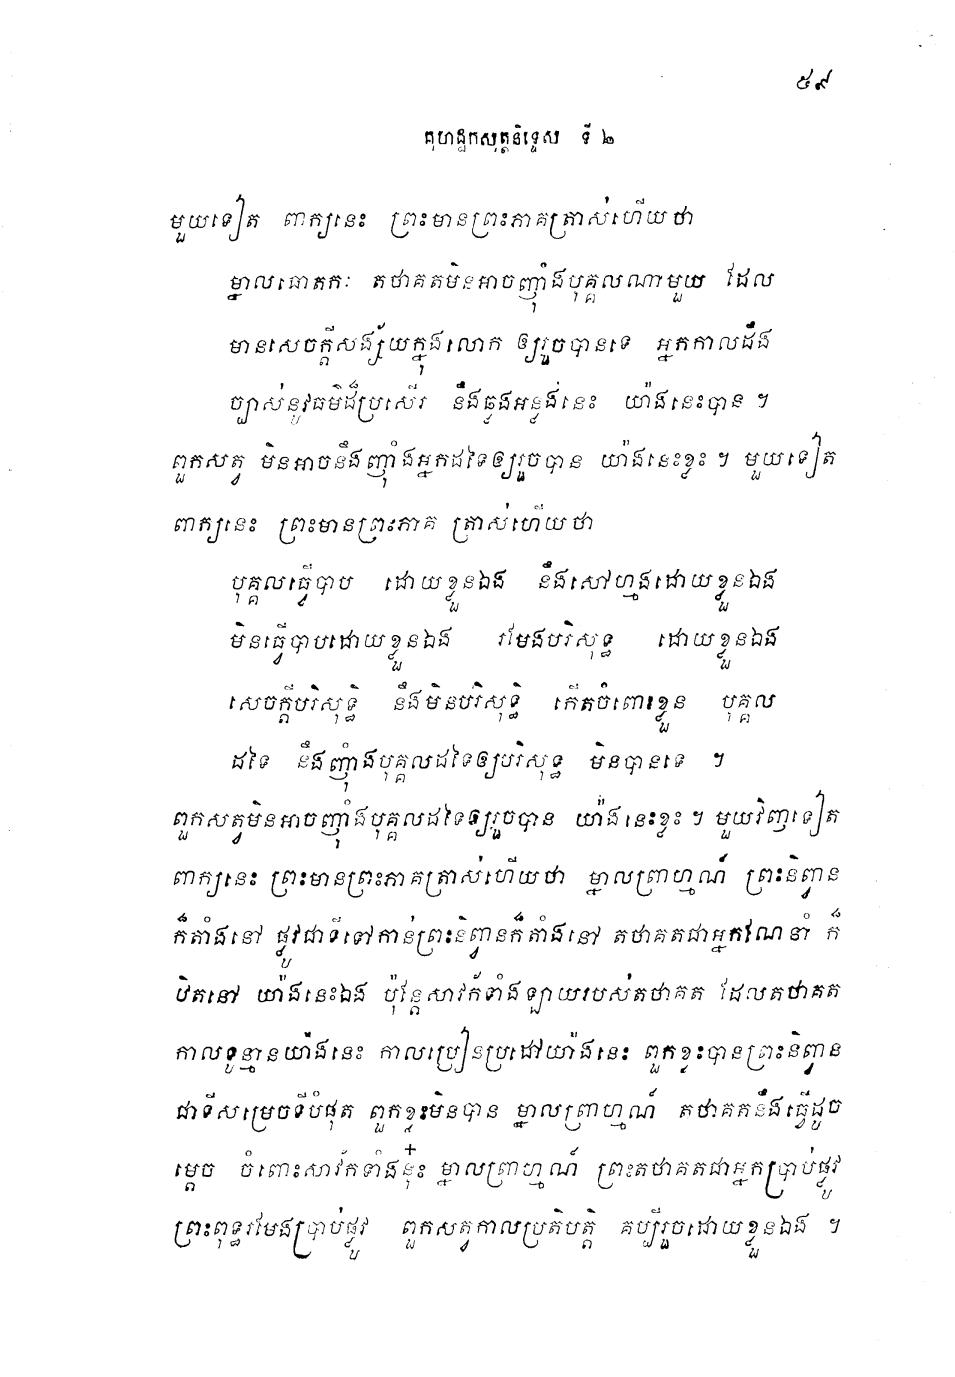 ៥៩
គុហដ្ឋកសុត្តនិទ្ទេស ទី ២
មួយទៀត ពាក្យនេះ ព្រះមានព្រះភាគត្រាស់ហើយថា
ម្នាលធោតកៈ តថាគតមិនអាចញ៉ាំងបុគ្គលណាមួយ ដែល
មានសេចក្តីសង្ស័យក្នុងលោក ឲ្យរួចបានទេ អ្នកកាលដឹង
ច្បាស់នូវធម៌ដ៏ប្រសើរ នឹងឆ្លងអន្លង់នេះ យ៉ាងនេះបាន ។
ពួកសត្វ មិនអាចនឹងញ៉ាំងអ្នកដទៃឲ្យរួចបាន យ៉ាងនេះខ្លះ ។ មួយទៀត
ពាក្យនេះ ព្រះមានព្រះភាគ ត្រាស់ហើយថា
បុគ្គលធ្វើបាប ដោយខ្លួនឯង នឹងសៅហ្មងដោយខ្លួនឯង
មិនធ្វើបាបដោយខ្លួនឯង រមែងបរិសុទ្ធ ដោយខ្លួនឯង
សេចក្តីបរិសុទ្ធិ នឹងមិនបរិសុទ្ធិ កើតចំពោះខ្លួន បុគ្គល
ដទៃ នឹងញុំាងបុគ្គលដទៃឲ្យបរិសុទ្ធ មិនបានទេ ។
ពួកសត្វមិនអាចញ៉ាំងបុគ្គលដទៃឲ្យរួចបាន យ៉ាងនេះខ្លះ ។ មួយវិញទៀត
ពាក្យនេះ ព្រះមានព្រះភាគត្រាស់ហើយថា ម្នាលព្រាហ្មណ៍ ព្រះនិព្វាន
ក៏តាំងនៅ ផ្លូវជាទីទៅកាន់ព្រះនិព្វានក៏តាំងនៅ តថាគតជាអ្នកណែនាំ ក៏
ឋិតនៅ យ៉ាងនេះឯង ប៉ុន្តែសាវ័កទាំងឡាយរបស់តថាគត ដែលតថាគត
កាលទូន្មានយ៉ាងនេះ កាលប្រៀនប្រដៅយ៉ាងនេះ ពួកខ្លះបានព្រះនិព្វាន
ជាទីសម្រេចទីបំផុត ពួកខ្លះមិនបាន ម្នាលព្រាហ្មណ៍ តថាគតនឹងធ្វើដូច
ម្តេច ចំពោះសាវ័កទាំងនុ៎ះ ម្នាលព្រាហ្មណ៍ ព្រះតថាគតជាអ្នកប្រាប់ផ្លូវ
ព្រះពុទ្ធរមែងប្រាប់ផ្លូវ ពួកសត្វកាលប្រតិបត្តិ គប្បីរួចដោយខ្លួនឯង ។